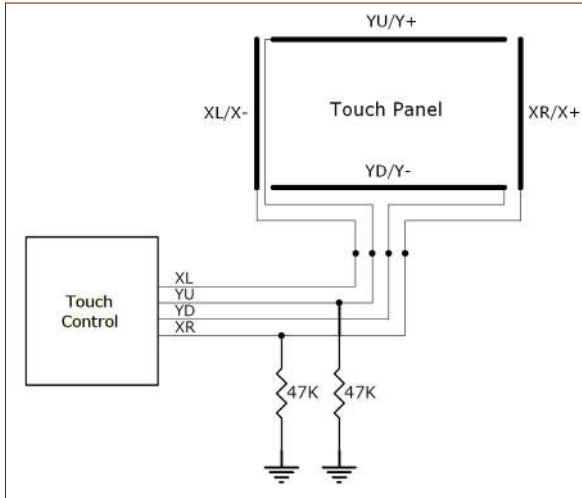 YU/Y+
XL/X-
Touch Panel
XR/X+
YD/Y-
XL
YU
YD
XR
Touch
Control
47K
47K